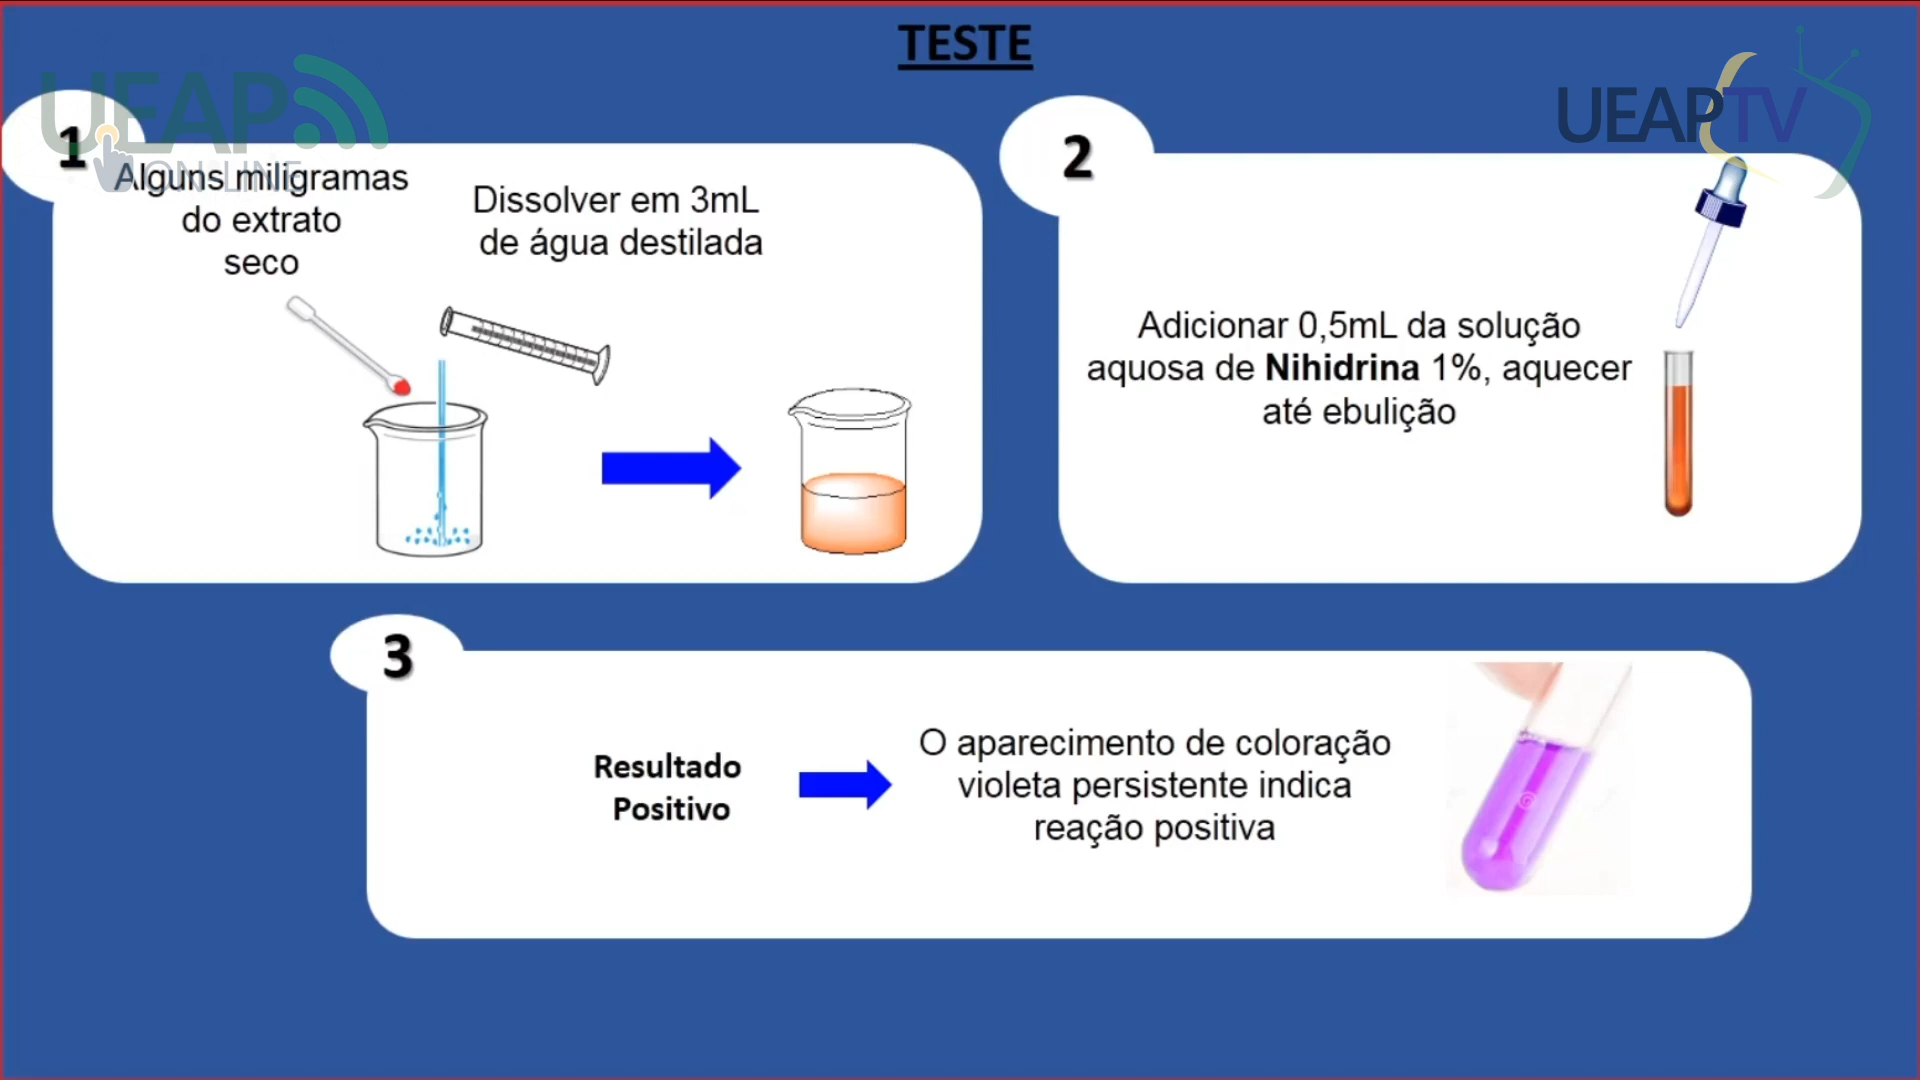 TESTE
UEAP
ON LINE
UEAPTV
1
Alguns miligramas
do extrato
seco
Dissolver em 3mL
de água destilada
2
Adicionar 0,5mL da solução
aquosa de Nihidrina 1%, aquecer
até ebulição
3
Resultado
Positivo
O aparecimento de coloração
violeta persistente indica
reação positiva